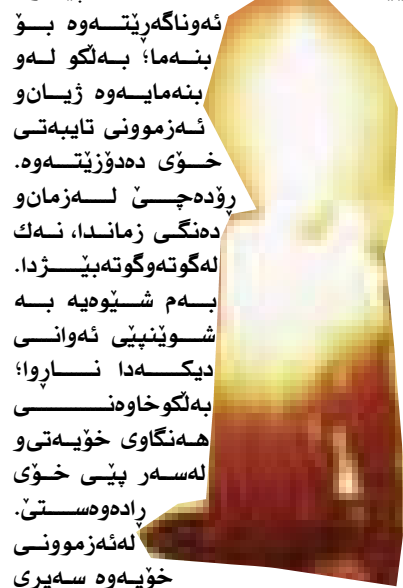 ئەوناگەڕێتەوە بۆ
بنەما؛ بەڵکو لەو
بنەمایەوە ژیانو
ئەزموونی تایبەتی
خۆی دەدۆزێتەوە.
ڕۆدەچێ لەزمانو
دەنگی زماندا، نەك
لەگوتەوگوتەبێژدا.
بەم شێوەیە بە
شوێنپێی ئەوانی
دیکەدا ناڕوا؛
بەڵکوخاوەنی
هەنگاوی خۆیەتیو
لەسەر پێی خۆی
ڕادەوەستێ.
لەئەزموونی
خۆیەوە سەیری